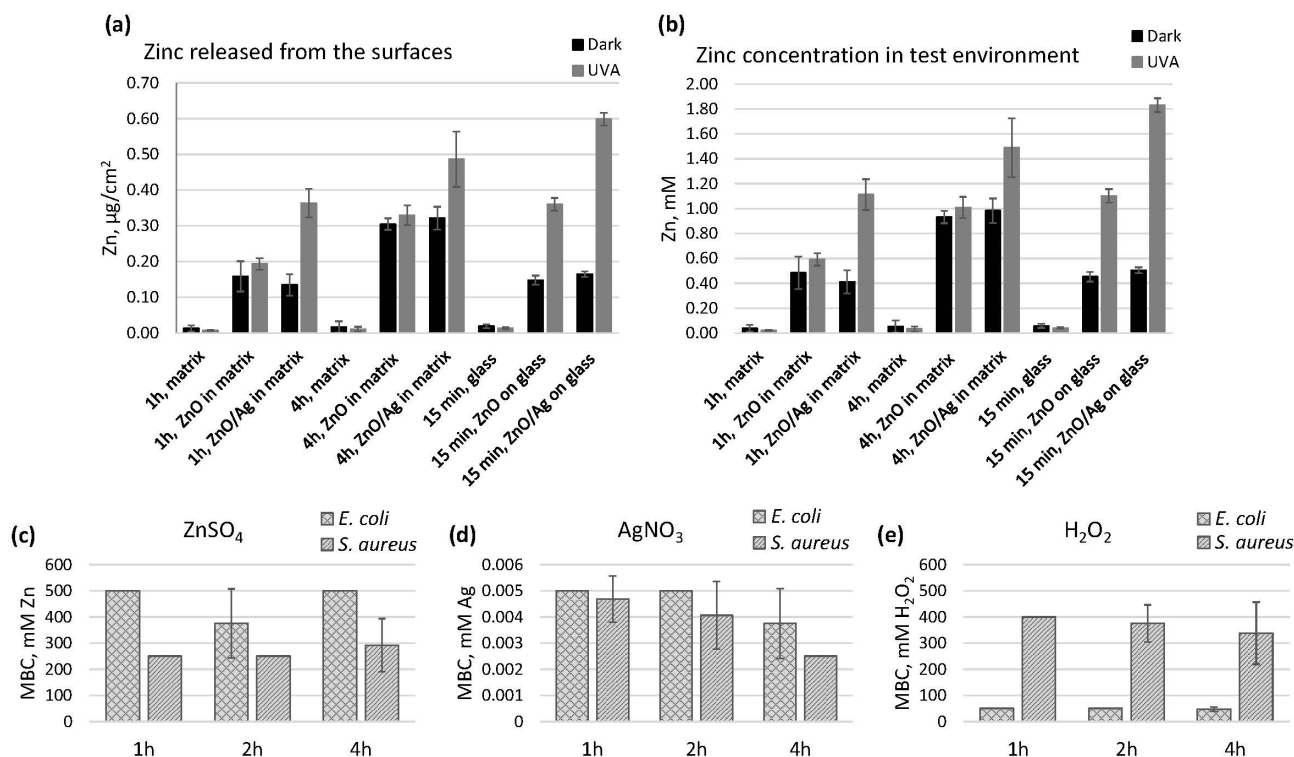 (a)
Zinc released from the surfaces
Dark
UVA
Zn, µg/cm²
0.70
0.60
0.50
0.40
0.30
0.20
0.10
0.00
1h, matrix
1h, ZnO in matrix
1h, ZnO/Ag in matrix
4h, matrix
4h, ZnO in matrix
4h, ZnO/Ag in matrix
15 min, glass
15 min, ZnO on glass
15 min, ZnO/Ag on glass
(b)
Zinc concentration in test environment
Dark
UVA
Zn, mM
2.00
1.80
1.60
1.40
1.20
1.00
0.80
0.60
0.40
0.20
0.00
1h, matrix
1h, ZnO in matrix
1h, ZnO/Ag in matrix
4h, matrix
4h, ZnO in matrix
4h, ZnO/Ag in matrix
15 min, glass
15 min, ZnO on glass
15 min, ZnO/Ag on glass
(c)
ZnSO₄
E. coli
S. aureus
MBC, mM Zn
600
500
400
300
200
100
0
1h
2h
4h
(d)
AgNO₃
E. coli
S. aureus
MBC, mM Ag
0.006
0.005
0.004
0.003
0.002
0.001
0
1h
2h
4h
(e)
H₂O₂
E. coli
S. aureus
MBC, mM H₂O₂
600
500
400
300
200
100
0
1h
2h
4h